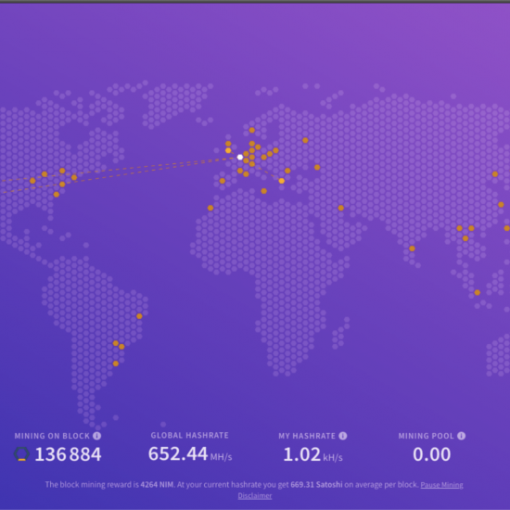 MINING ON BLOCK
GLOBAL HASHRATE
MY HASHRATE
MINING POOL
136 884
652.44 MH/s
1.02 kH/s
0.00
The block mining reward is 4264 NIM. At your current hashrate you get 669.31 Satoshi on average per block. Pause Mining
Disclaimer